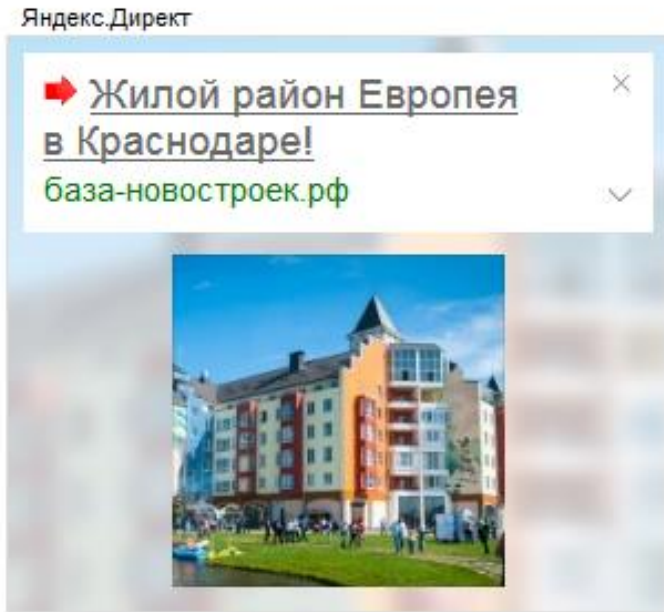 Яндекс.Директ
Жилой район Европея
в Краснодаре!
база-новостроек.рф